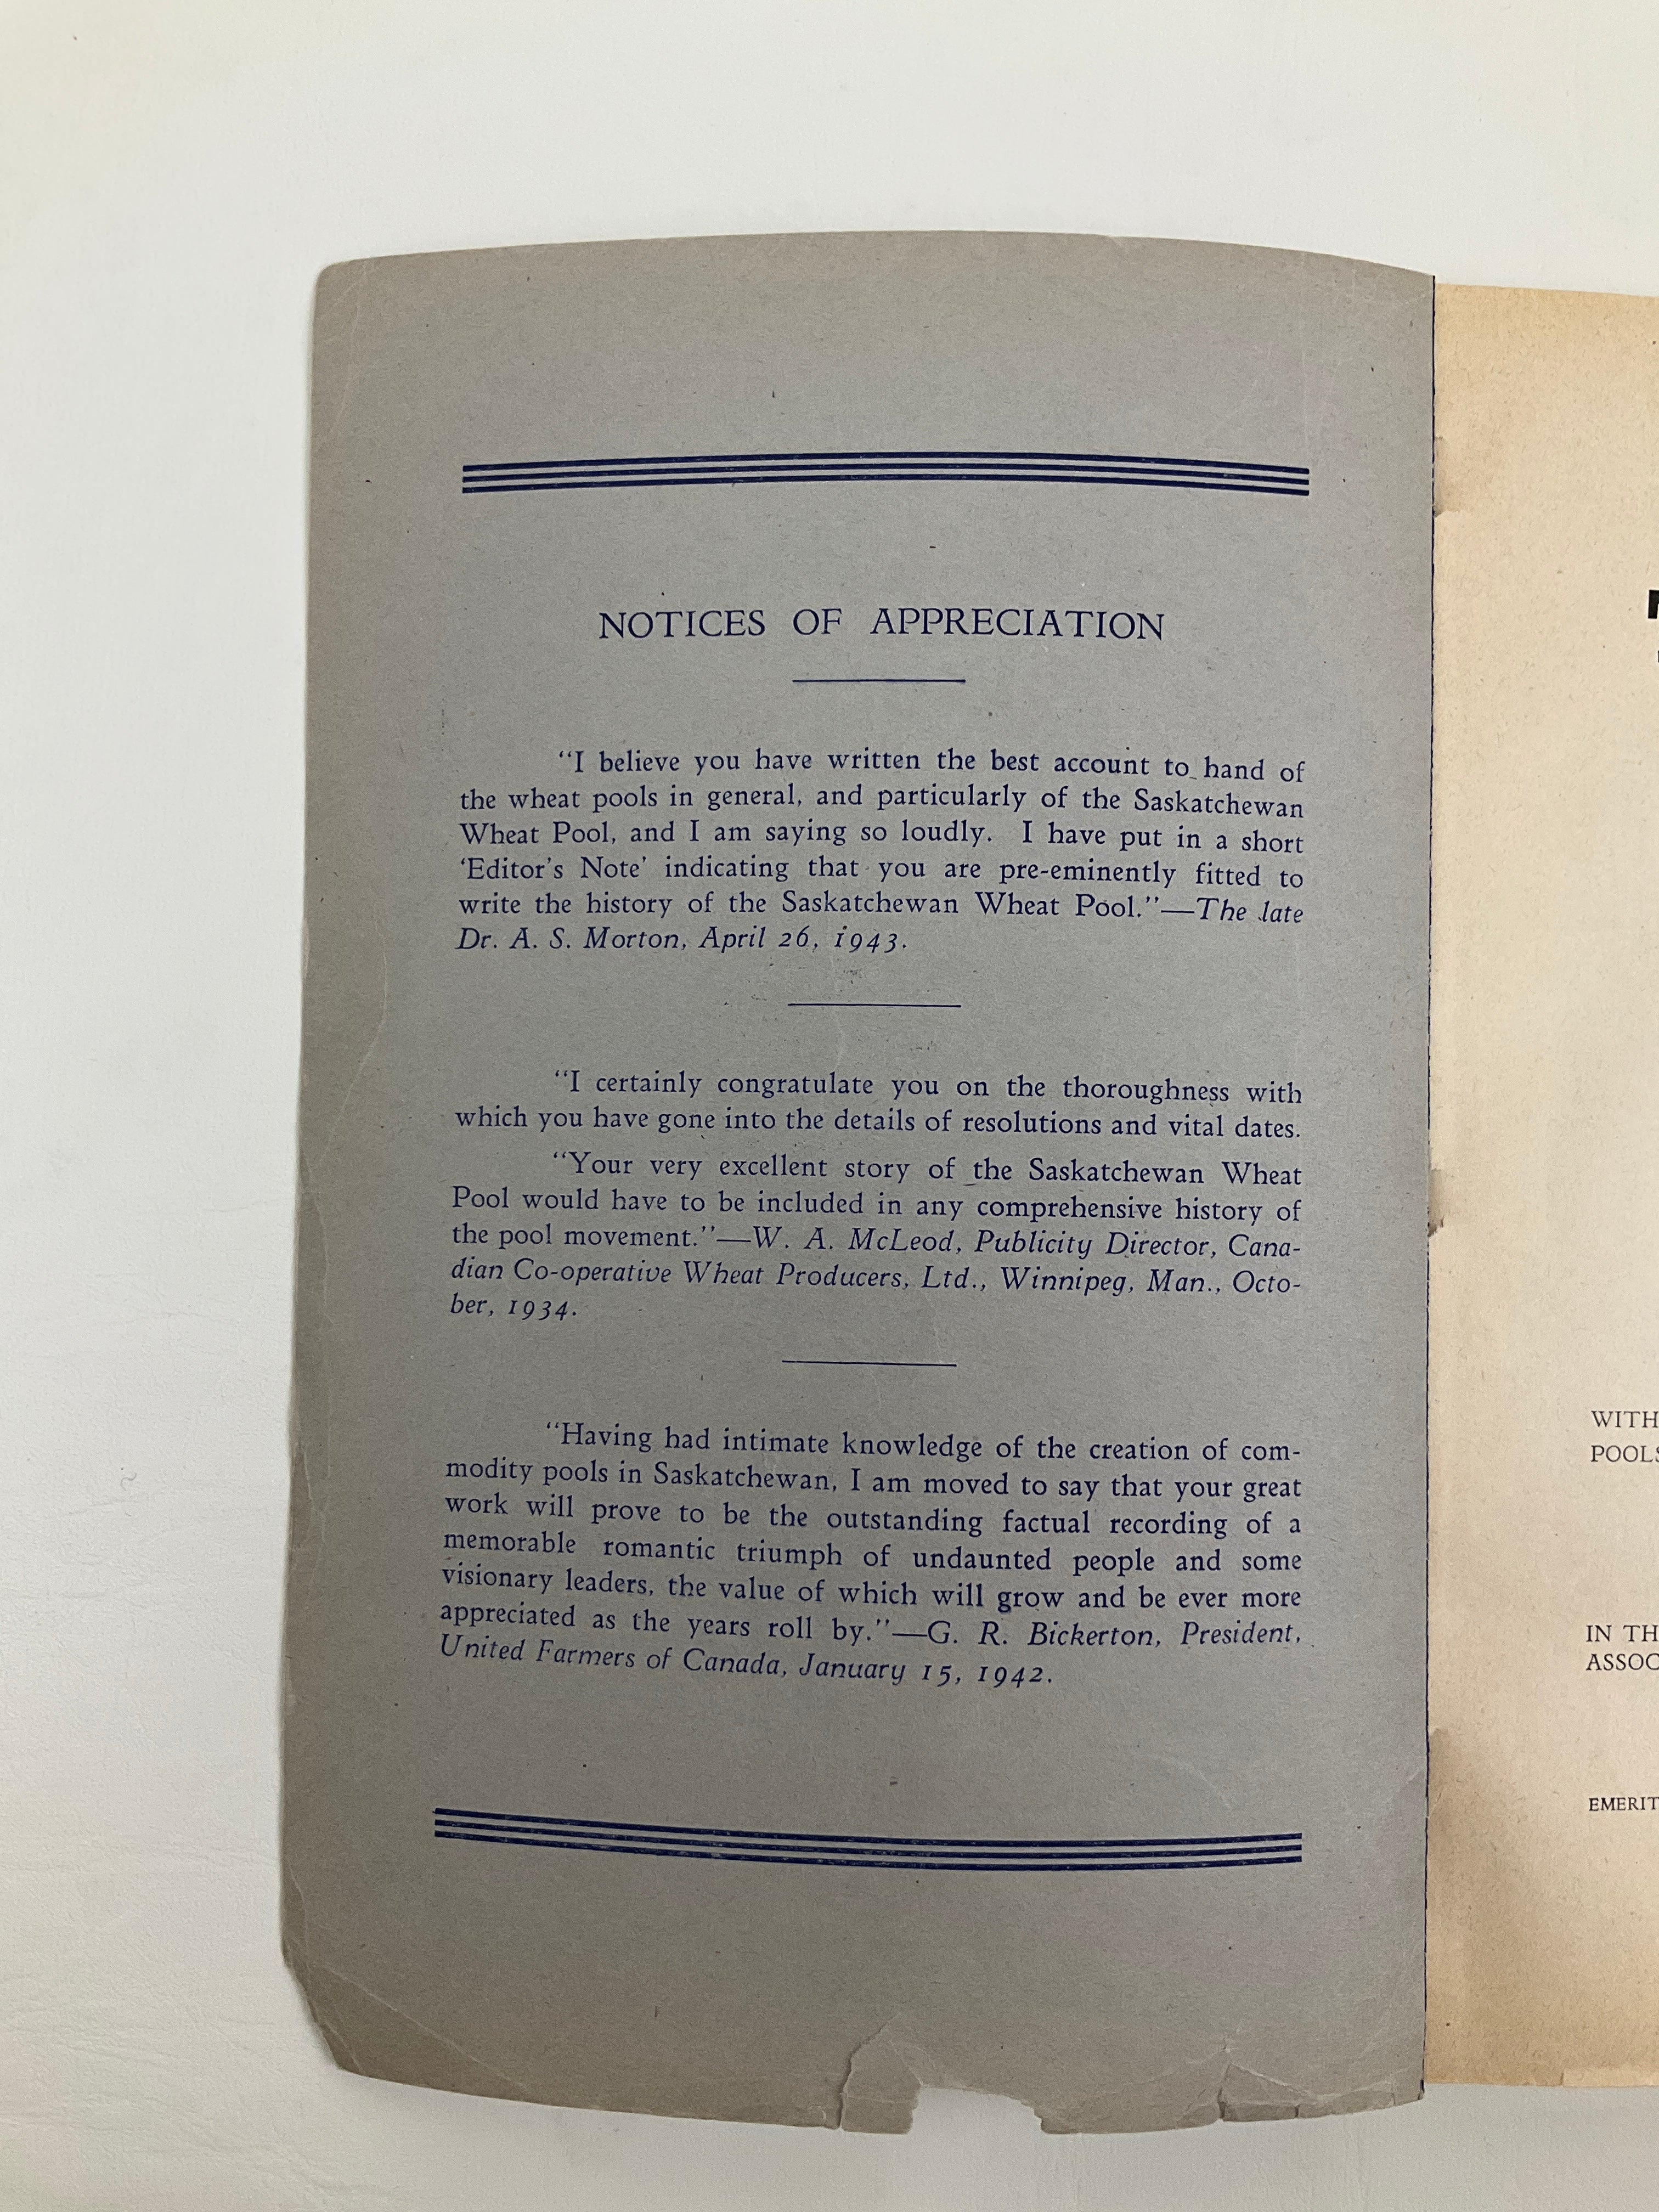 NOTICES OF APPRECIATION
“I believe you have written the best account to hand of
the wheat pools in general, and particularly of the Saskatchewan
Wheat Pool, and I am saying so loudly. I have put in a short
‘Editor’s Note’ indicating that you are pre-eminently fitted to
write the history of the Saskatchewan Wheat Pool.”—The late
Dr. A. S. Morton, April 26, 1943.
“I certainly congratulate you on the thoroughness with
which you have gone into the details of resolutions and vital dates.
“Your very excellent story of the Saskatchewan Wheat
Pool would have to be included in any comprehensive history of
the pool movement.”—W. A. McLeod, Publicity Director, Cana-
dian Co-operative Wheat Producers, Ltd., Winnipeg, Man., Octo-
ber, 1934.
“Having had intimate knowledge of the creation of com-
modity pools in Saskatchewan, I am moved to say that your great
work will prove to be the outstanding factual recording of a
memorable romantic triumph of undaunted people and some
visionary leaders, the value of which will grow and be ever more
appreciated as the years roll by.”—G. R. Bickerton, President,
United Farmers of Canada, January 15, 1942.
WITH
POOLS
IN TH
ASSOC
EMERIT